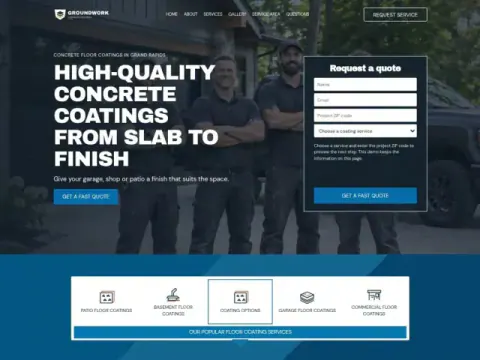 GROUNDWORK
HOME ABOUT SERVICES GALLERY SERVICE AREA QUESTIONS
REQUEST SERVICE
CONCRETE FLOOR COATINGS IN GRAND RAPIDS
HIGH-QUALITY
CONCRETE
COATINGS
FROM SLAB TO
FINISH
Give your garage, shop or patio a finish that suits the space.
GET A FAST QUOTE
Request a quote
Name
Email
Project ZIP code
Choose a coating service
Choose a service and enter the project ZIP code to
preview the next step. This demo keeps the
information on this page.
GET A FAST QUOTE
PATIO FLOOR COATINGS
BASEMENT FLOOR
COATINGS
COATING OPTIONS
GARAGE FLOOR COATINGS
COMMERCIAL FLOOR
COATINGS
OUR POPULAR FLOOR COATING SERVICES